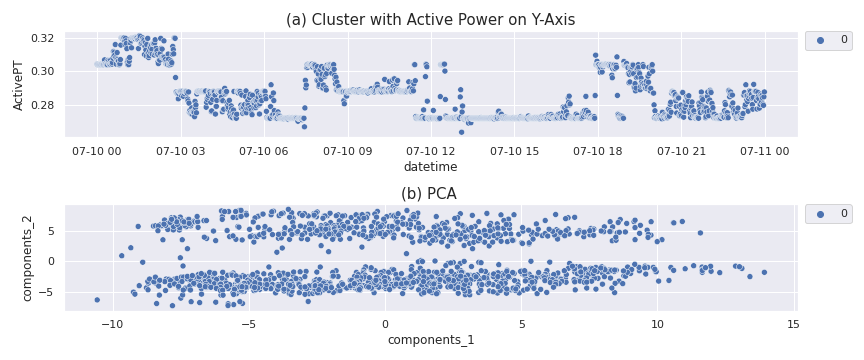 (a) Cluster with Active Power on Y-Axis
0
0.32
0.30
0.28
ActivePT
07-10 00 07-10 03 07-10 06 07-10 09 07-10 12 07-10 15 07-10 18 07-10 21 07-11 00
datetime
(b) PCA
0
5
0
−5
components_2
−10 −5 0 5 10 15
components_1